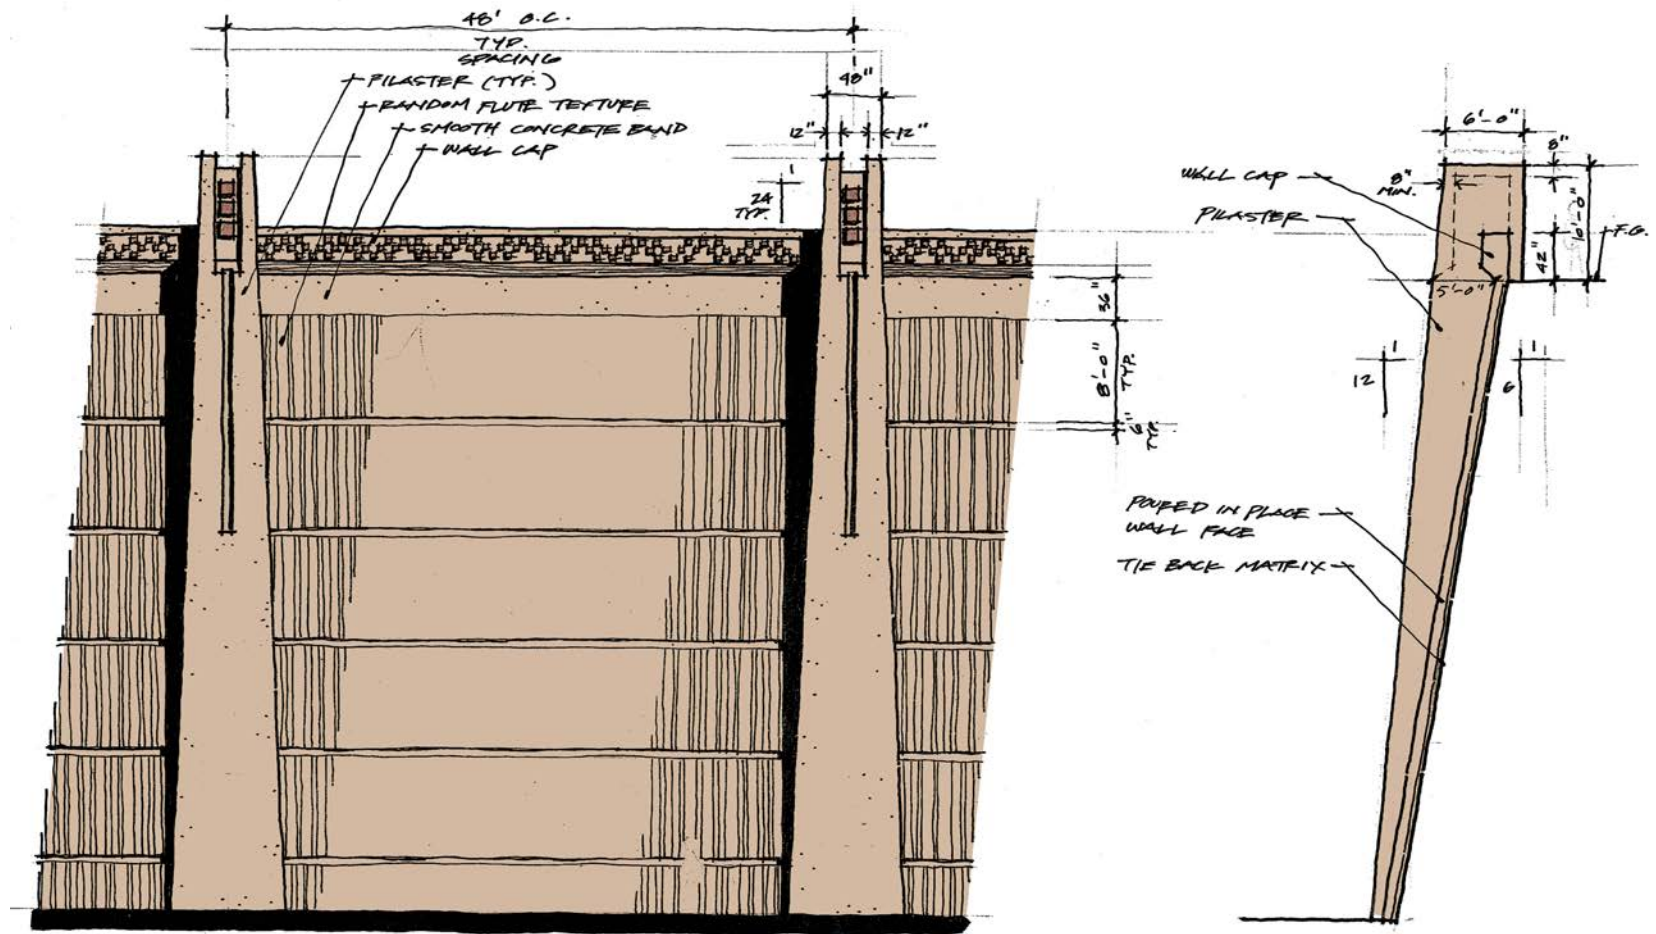 48' O.C.
TYP.
SPACING
PILASTER (TYP.)
RANDOM FLUTE TEXTURE
SMOOTH CONCRETE BAND
WALL CAP
48"
12"
12"
1
24
TYP.
36"
8'-0"
TYP.
6"
TYP.
6'-0"
8"
WALL CAP
8"
MIN.
PILASTER
10'-0"
F.G.
42"
5'-0"
1
12
1
6
POURED IN PLACE
WALL FACE
TIE BACK MATRIX